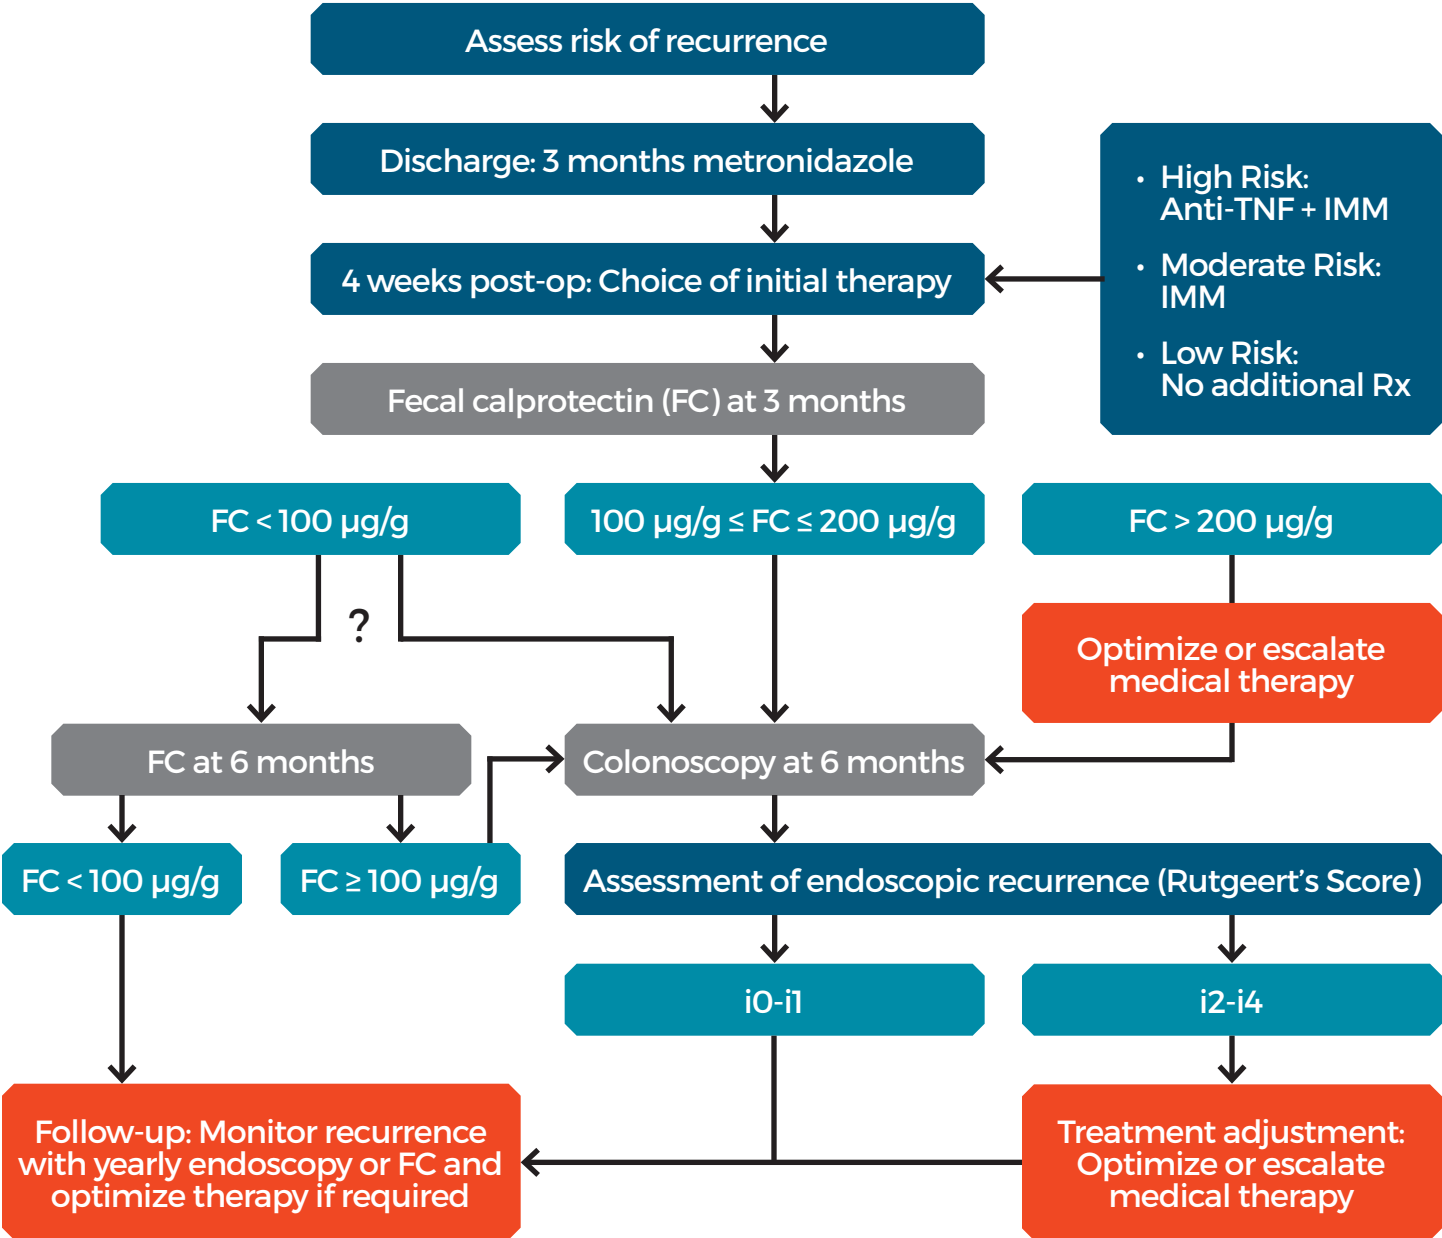 Assess risk of recurrence
Discharge: 3 months metronidazole
• High Risk:
Anti-TNF + IMM
• Moderate Risk:
IMM
• Low Risk:
No additional Rx
4 weeks post-op: Choice of initial therapy
Fecal calprotectin (FC) at 3 months
FC < 100 µg/g
100 µg/g ≤ FC ≤ 200 µg/g
FC > 200 µg/g
?
Optimize or escalate
medical therapy
FC at 6 months
Colonoscopy at 6 months
FC < 100 µg/g
FC ≥ 100 µg/g
Assessment of endoscopic recurrence (Rutgeert’s Score)
i0-i1
i2-i4
Follow-up: Monitor recurrence
with yearly endoscopy or FC and
optimize therapy if required
Treatment adjustment:
Optimize or escalate
medical therapy